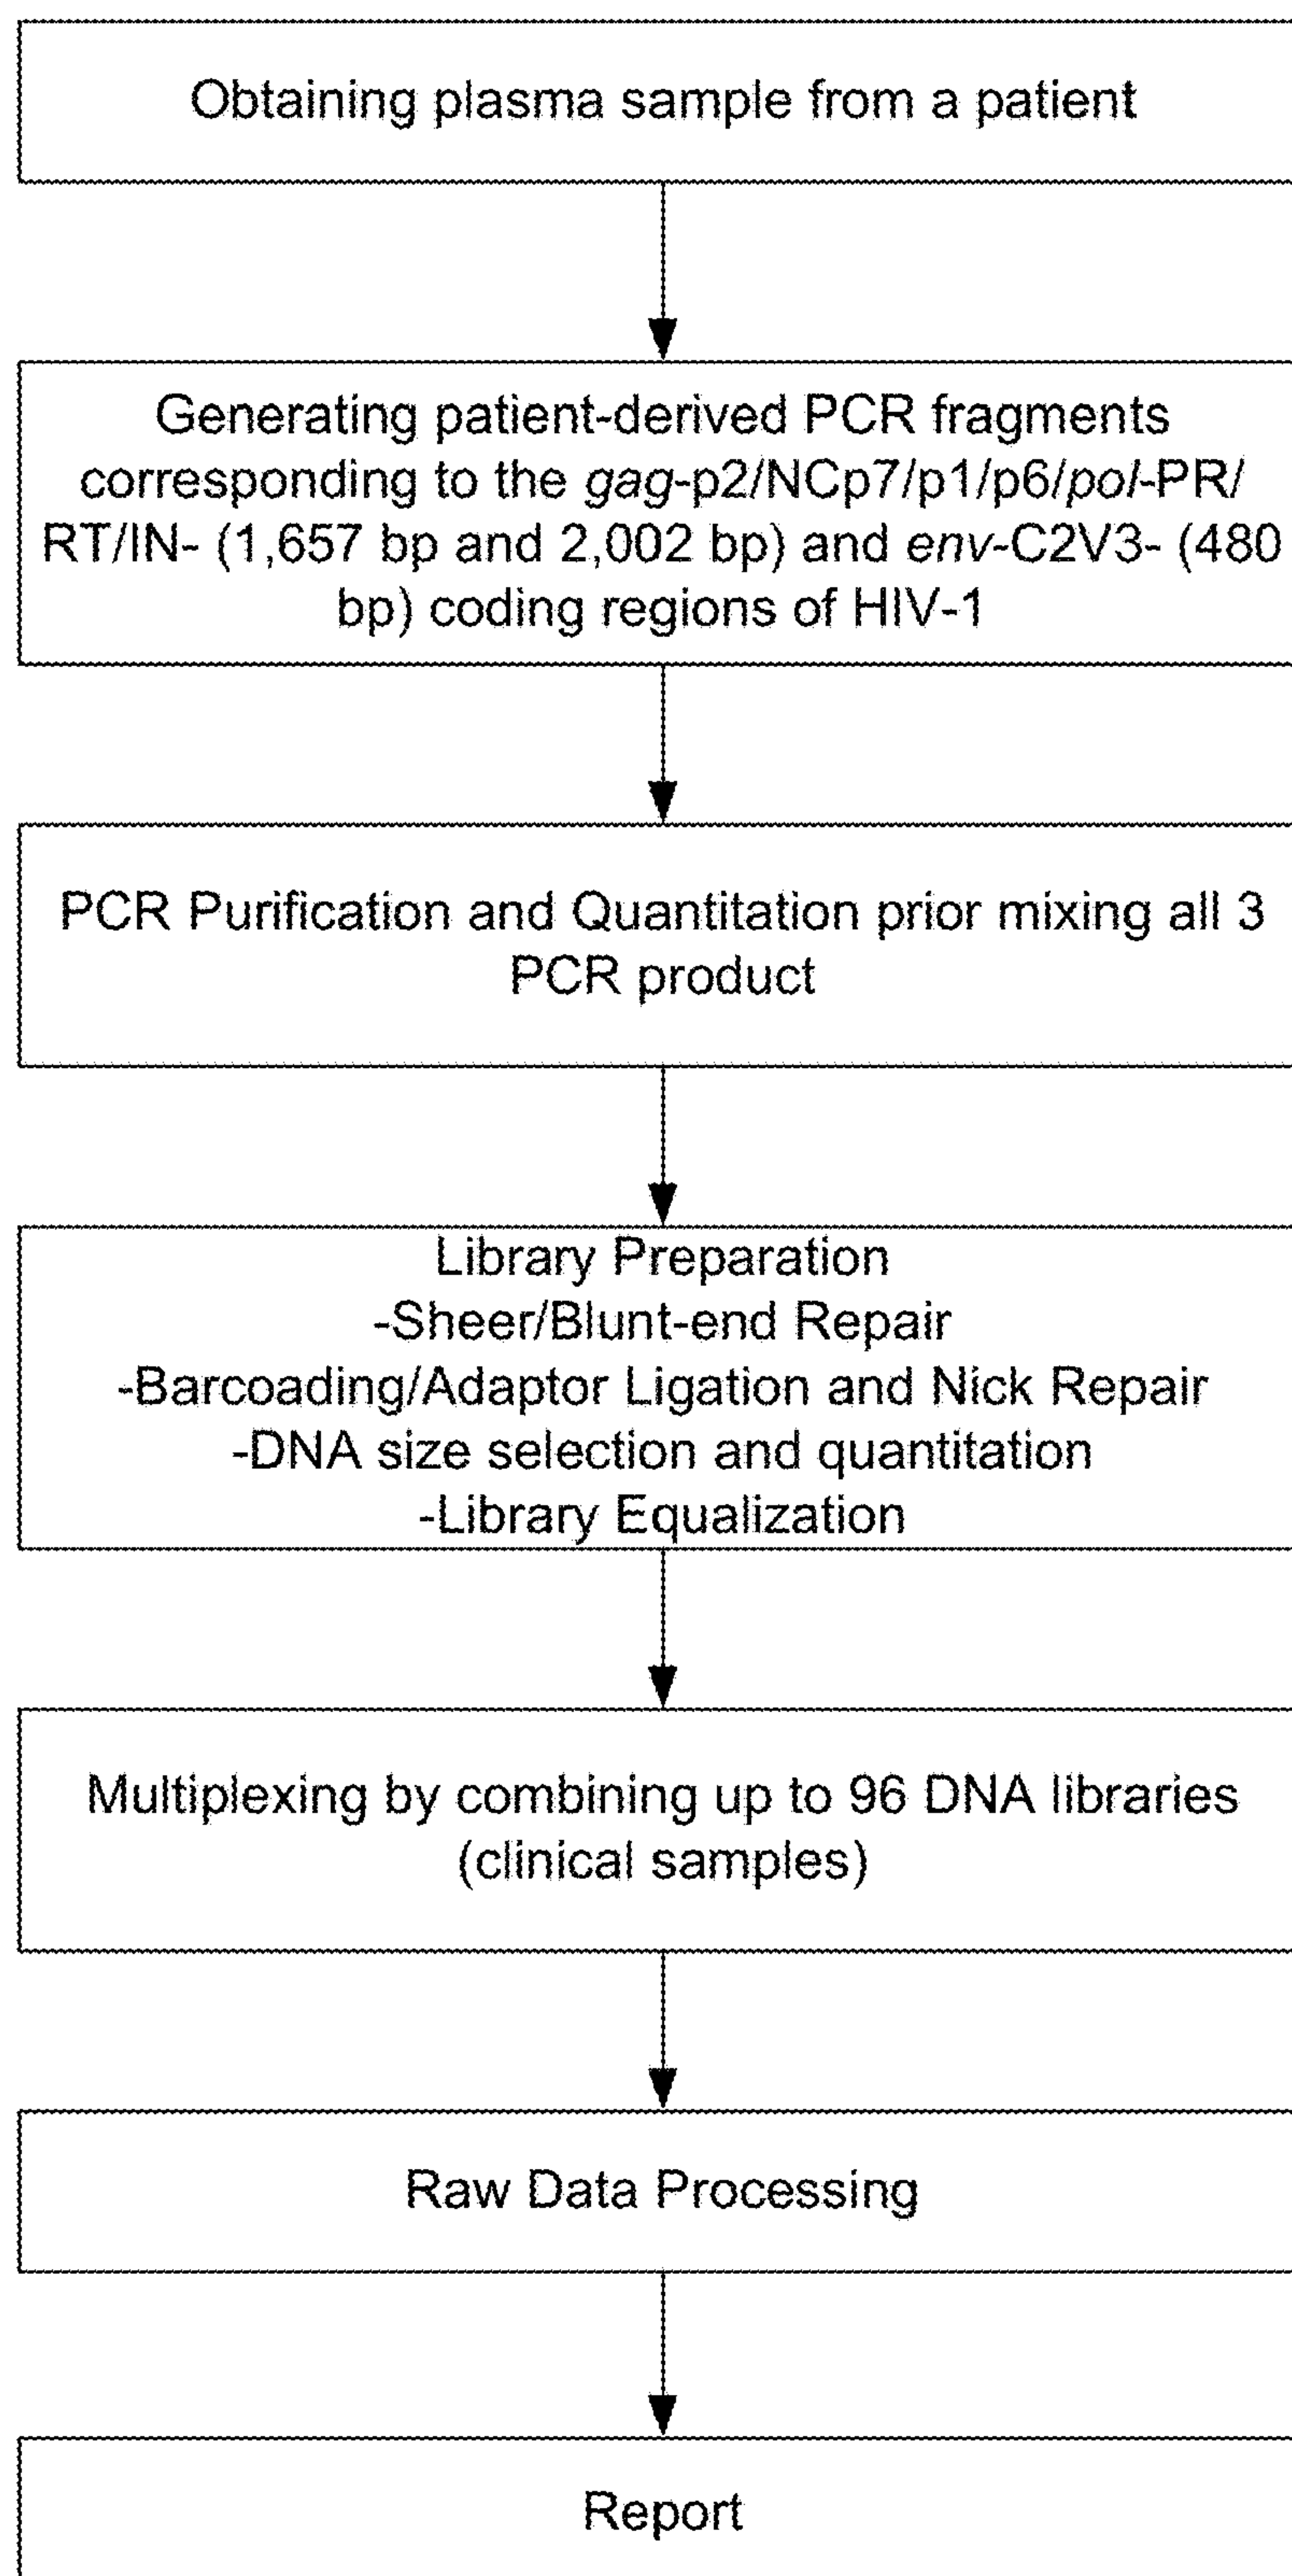 Obtaining plasma sample from a patient
Generating patient-derived PCR fragments
corresponding to the gag-p2/NCp7/p1/p6/pol-PR/
RT/IN- (1,657 bp and 2,002 bp) and env-C2V3- (480
bp) coding regions of HIV-1
PCR Purification and Quantitation prior mixing all 3
PCR product
Library Preparation
-Sheer/Blunt-end Repair
-Barcoading/Adaptor Ligation and Nick Repair
-DNA size selection and quantitation
-Library Equalization
Multiplexing by combining up to 96 DNA libraries
(clinical samples)
Raw Data Processing
Report